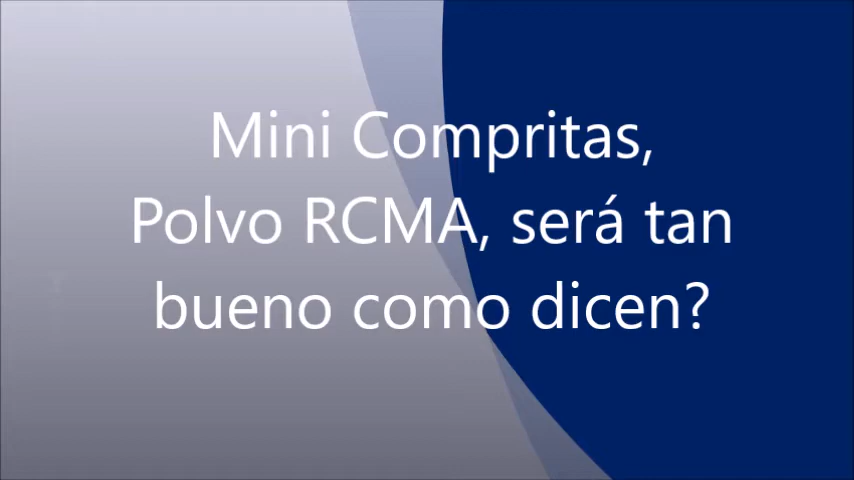 Mini Compritas,
Polvo RCMA, será tan
bueno como dicen?